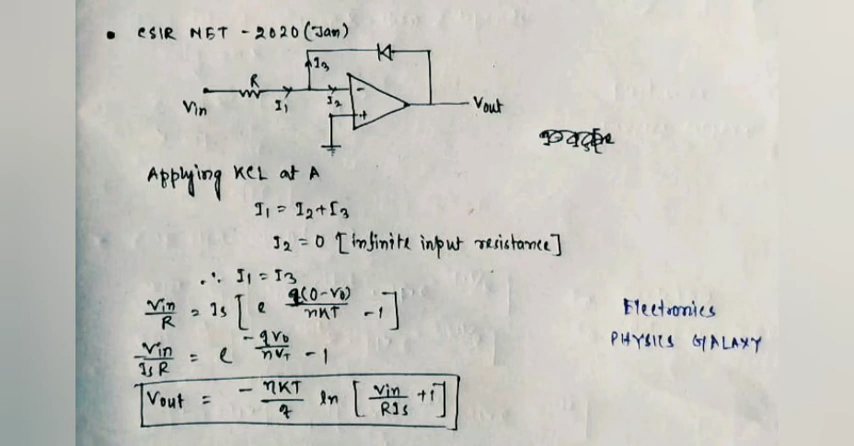 • CSIR NET - 2020 (Jan)
I3
R
Vin
I1
I2
-
+
Vout
Applying KCL at A
I1 = I2 + I3
I2 = 0 [infinite input resistance]
∴ I1 = I3
Vin/R = Is [e^(q(0-V0)/ηKT) - 1]
Vin/IsR = e^(-qV0/ηVT) - 1
Vout = -ηKT/q ln [Vin/RIs + 1]
Electronics
PHYSICS GALAXY